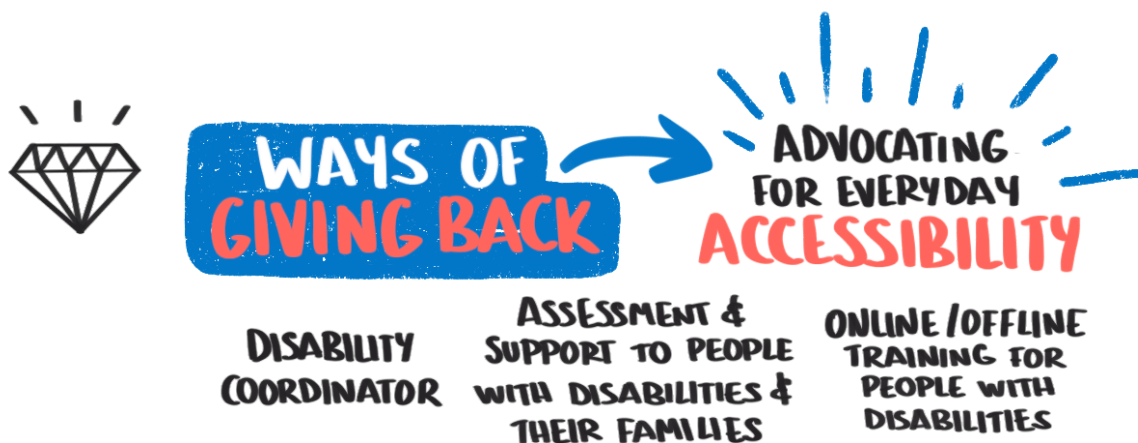 WAYS OF
GIVING BACK
ADVOCATING
FOR EVERYDAY
ACCESSIBILITY
DISABILITY
COORDINATOR
ASSESSMENT &
SUPPORT TO PEOPLE
WITH DISABILITIES &
THEIR FAMILIES
ONLINE/OFFLINE
TRAINING FOR
PEOPLE WITH
DISABILITIES